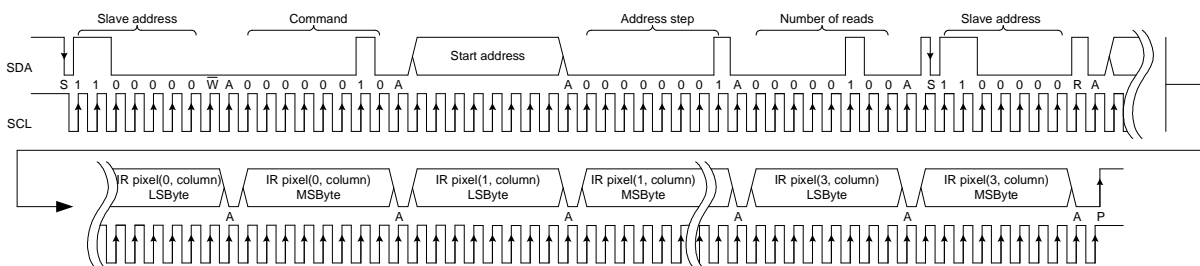 Slave address Command Address step Number of reads Slave address
SDA
Start address
S 1 1 0 0 0 0 0 W̅ A 0 0 0 0 0 0 1 0 A A 0 0 0 0 0 0 0 1 A 0 0 0 0 0 1 0 0 A S 1 1 0 0 0 0 0 R A
SCL
IR pixel(0, column) IR pixel(0, column) IR pixel(1, column) IR pixel(1, column) IR pixel(3, column) IR pixel(3, column)
LSByte MSByte LSByte MSByte LSByte MSByte
A A A A A A P